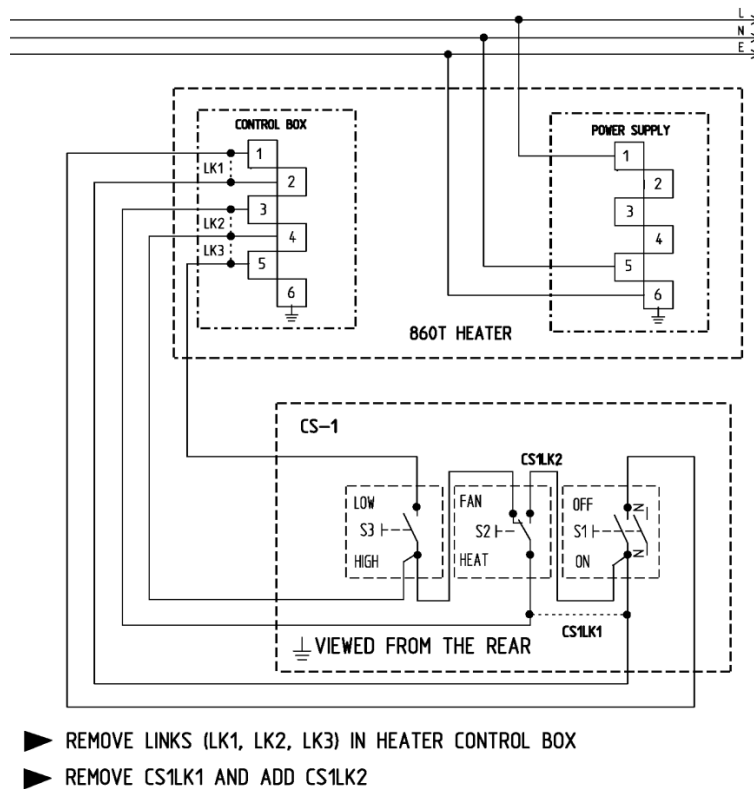 L
N
E
CONTROL BOX
POWER SUPPLY
1
2
3
4
5
6
LK1
LK2
LK3
1
2
3
4
5
6
860T HEATER
CS-1
CS1LK2
LOW
S3
HIGH
FAN
S2
HEAT
OFF
S1
ON
N
N
CS1LK1
VIEWED FROM THE REAR
REMOVE LINKS (LK1, LK2, LK3) IN HEATER CONTROL BOX
REMOVE CS1LK1 AND ADD CS1LK2